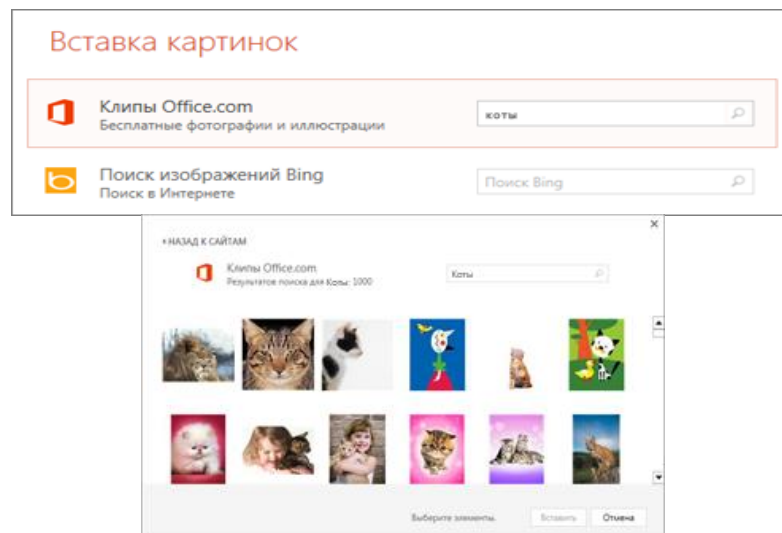 Вставка картинок
Клипы Office.com
Бесплатные фотографии и иллюстрации
коты
Поиск изображений Bing
Поиск в Интернете
Поиск Bing
НАЗАД К САЙТАМ
Клипы Office.com
Результатов поиска для Коты: 1000
Коты
Выберите элементы.
Вставить
Отмена